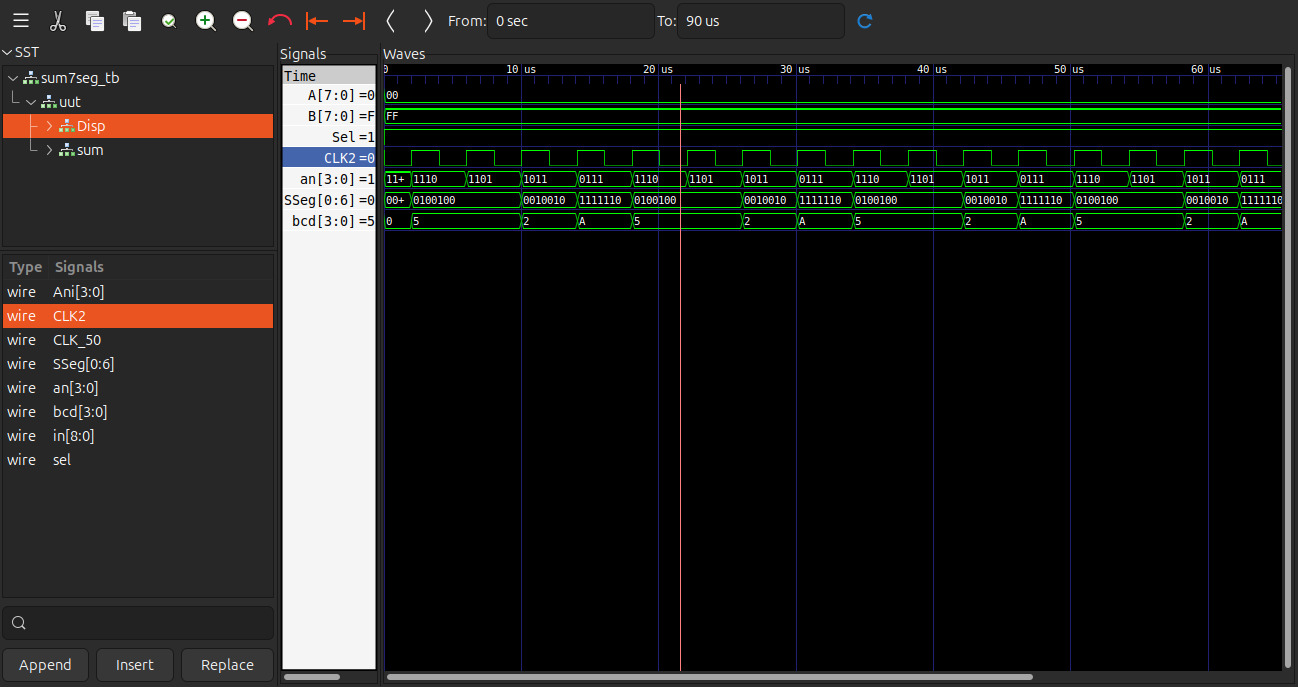 From: 0 sec To: 90 us
SST
sum7seg_tb
uut
Disp
sum
Type Signals
wire Ani[3:0]
wire CLK2
wire CLK_50
wire SSeg[0:6]
wire an[3:0]
wire bcd[3:0]
wire in[8:0]
wire sel
Append Insert Replace
Signals
Time
A[7:0] =0
B[7:0] =F
Sel =1
CLK2 =0
an[3:0] =1
SSeg[0:6] =0
bcd[3:0] =5
Waves
0 10 us 20 us 30 us 40 us 50 us 60 us
00
FF
11+ 1110 1101 1011 0111 1110 1101 1011 0111 1110 1101 1011 0111 1110 1101 1011 0111
00+ 0100100 0010010 1111110 0100100 0010010 1111110 0100100 0010010 1111110 0100100 0010010 1111110
0 5 2 A 5 2 A 5 2 A 5 2 A